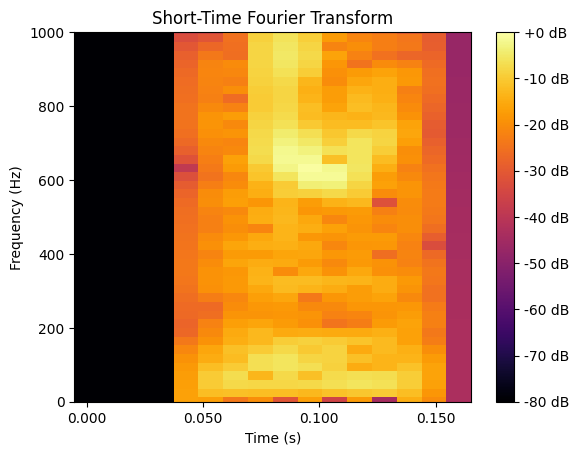 Short-Time Fourier Transform
1000
800
600
400
200
0
Frequency (Hz)
0.000
0.050
0.100
0.150
Time (s)
+0 dB
-10 dB
-20 dB
-30 dB
-40 dB
-50 dB
-60 dB
-70 dB
-80 dB